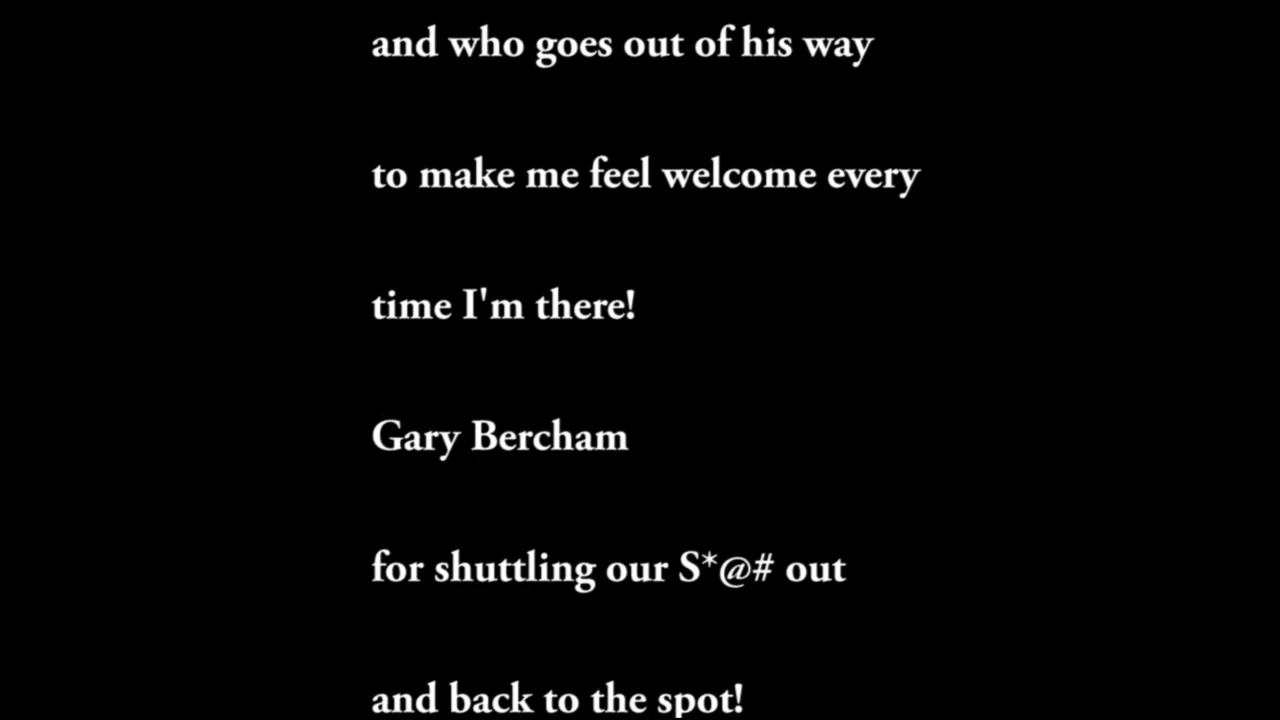 and who goes out of his way
to make me feel welcome every
time I'm there!
Gary Bercham
for shuttling our S*@# out
and back to the spot!